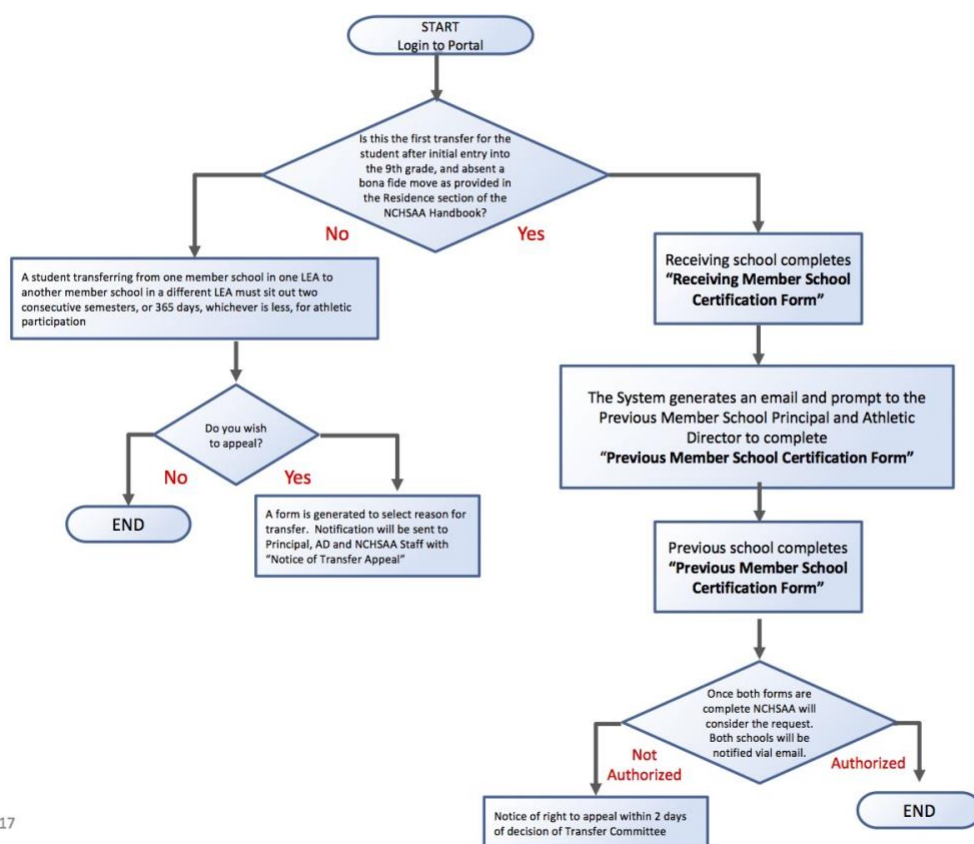 START
Login to Portal
Is this the first transfer for the
student after initial entry into
the 9th grade, and absent a
bona fide move as provided in
the Residence section of the
NCHSAA Handbook?
No
Yes
A student transferring from one member school in one LEA to
another member school in a different LEA must sit out two
consecutive semesters, or 365 days, whichever is less, for athletic
participation
Do you wish
to appeal?
No
Yes
END
A form is generated to select reason for
transfer. Notification will be sent to
Principal, AD and NCHSAA Staff with
"Notice of Transfer Appeal"
Receiving school completes
“Receiving Member School
Certification Form”
The System generates an email and prompt to the
Previous Member School Principal and Athletic
Director to complete
“Previous Member School Certification Form”
Previous school completes
“Previous Member School
Certification Form”
Once both forms are
complete NCHSAA will
consider the request.
Both schools will be
notified vial email.
Not
Authorized
Authorized
Notice of right to appeal within 2 days
of decision of Transfer Committee
END
17